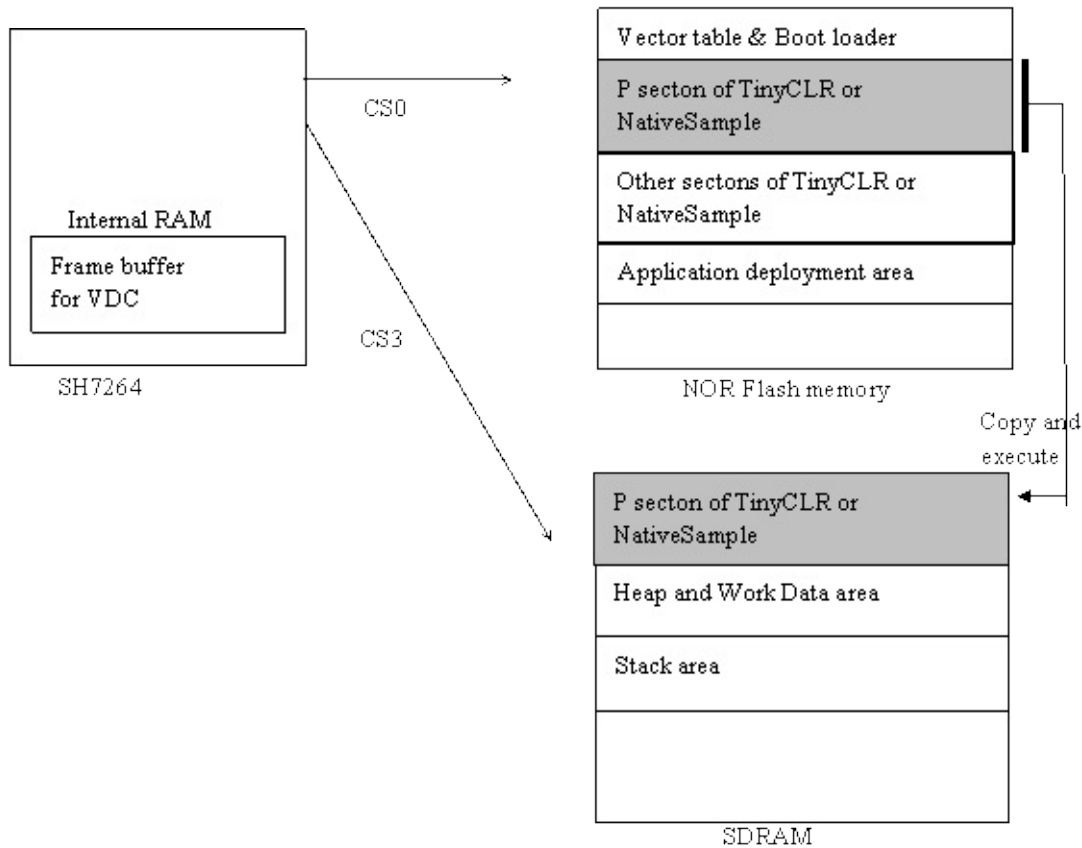 Internal RAM
Frame buffer
for VDC
SH7264
CS0
CS3
Vector table & Boot loader
P secton of TinyCLR or
NativeSample
Other sectons of TinyCLR or
NativeSample
Application deployment area
NOR Flash memory
Copy and
execute
P secton of TinyCLR or
NativeSample
Heap and Work Data area
Stack area
SDRAM